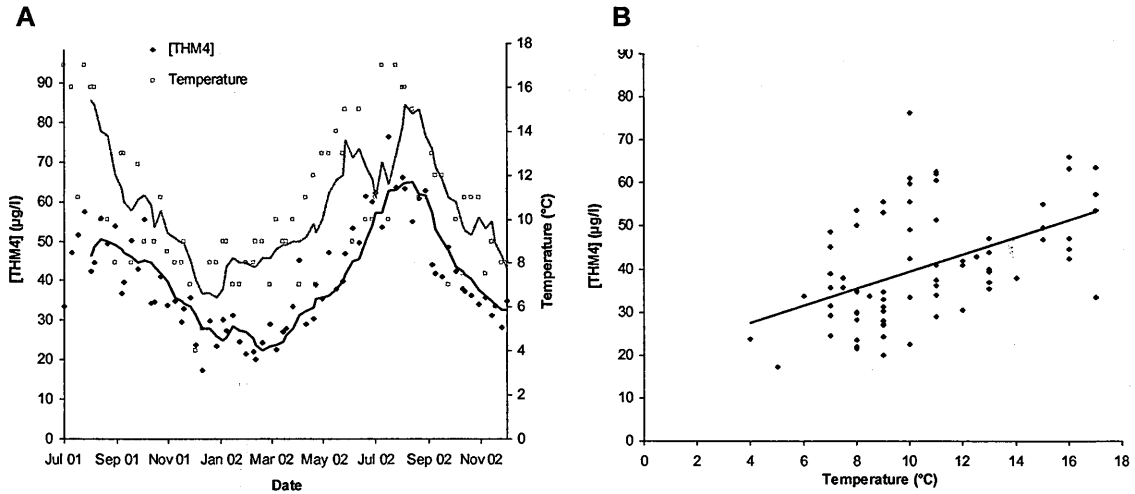 A
[THM4]
Temperature
[THM4] (µg/l)
90
80
70
60
50
40
30
20
10
0
18
16
14
12
10
8
6
4
2
0
Temperature (°C)
Jul 01 Sep 01 Nov 01 Jan 02 Mar 02 May 02 Jul 02 Sep 02 Nov 02
Date
B
[THM4] (µg/l)
90
80
70
60
50
40
30
20
10
0
0 2 4 6 8 10 12 14 16 18
Temperature (°C)